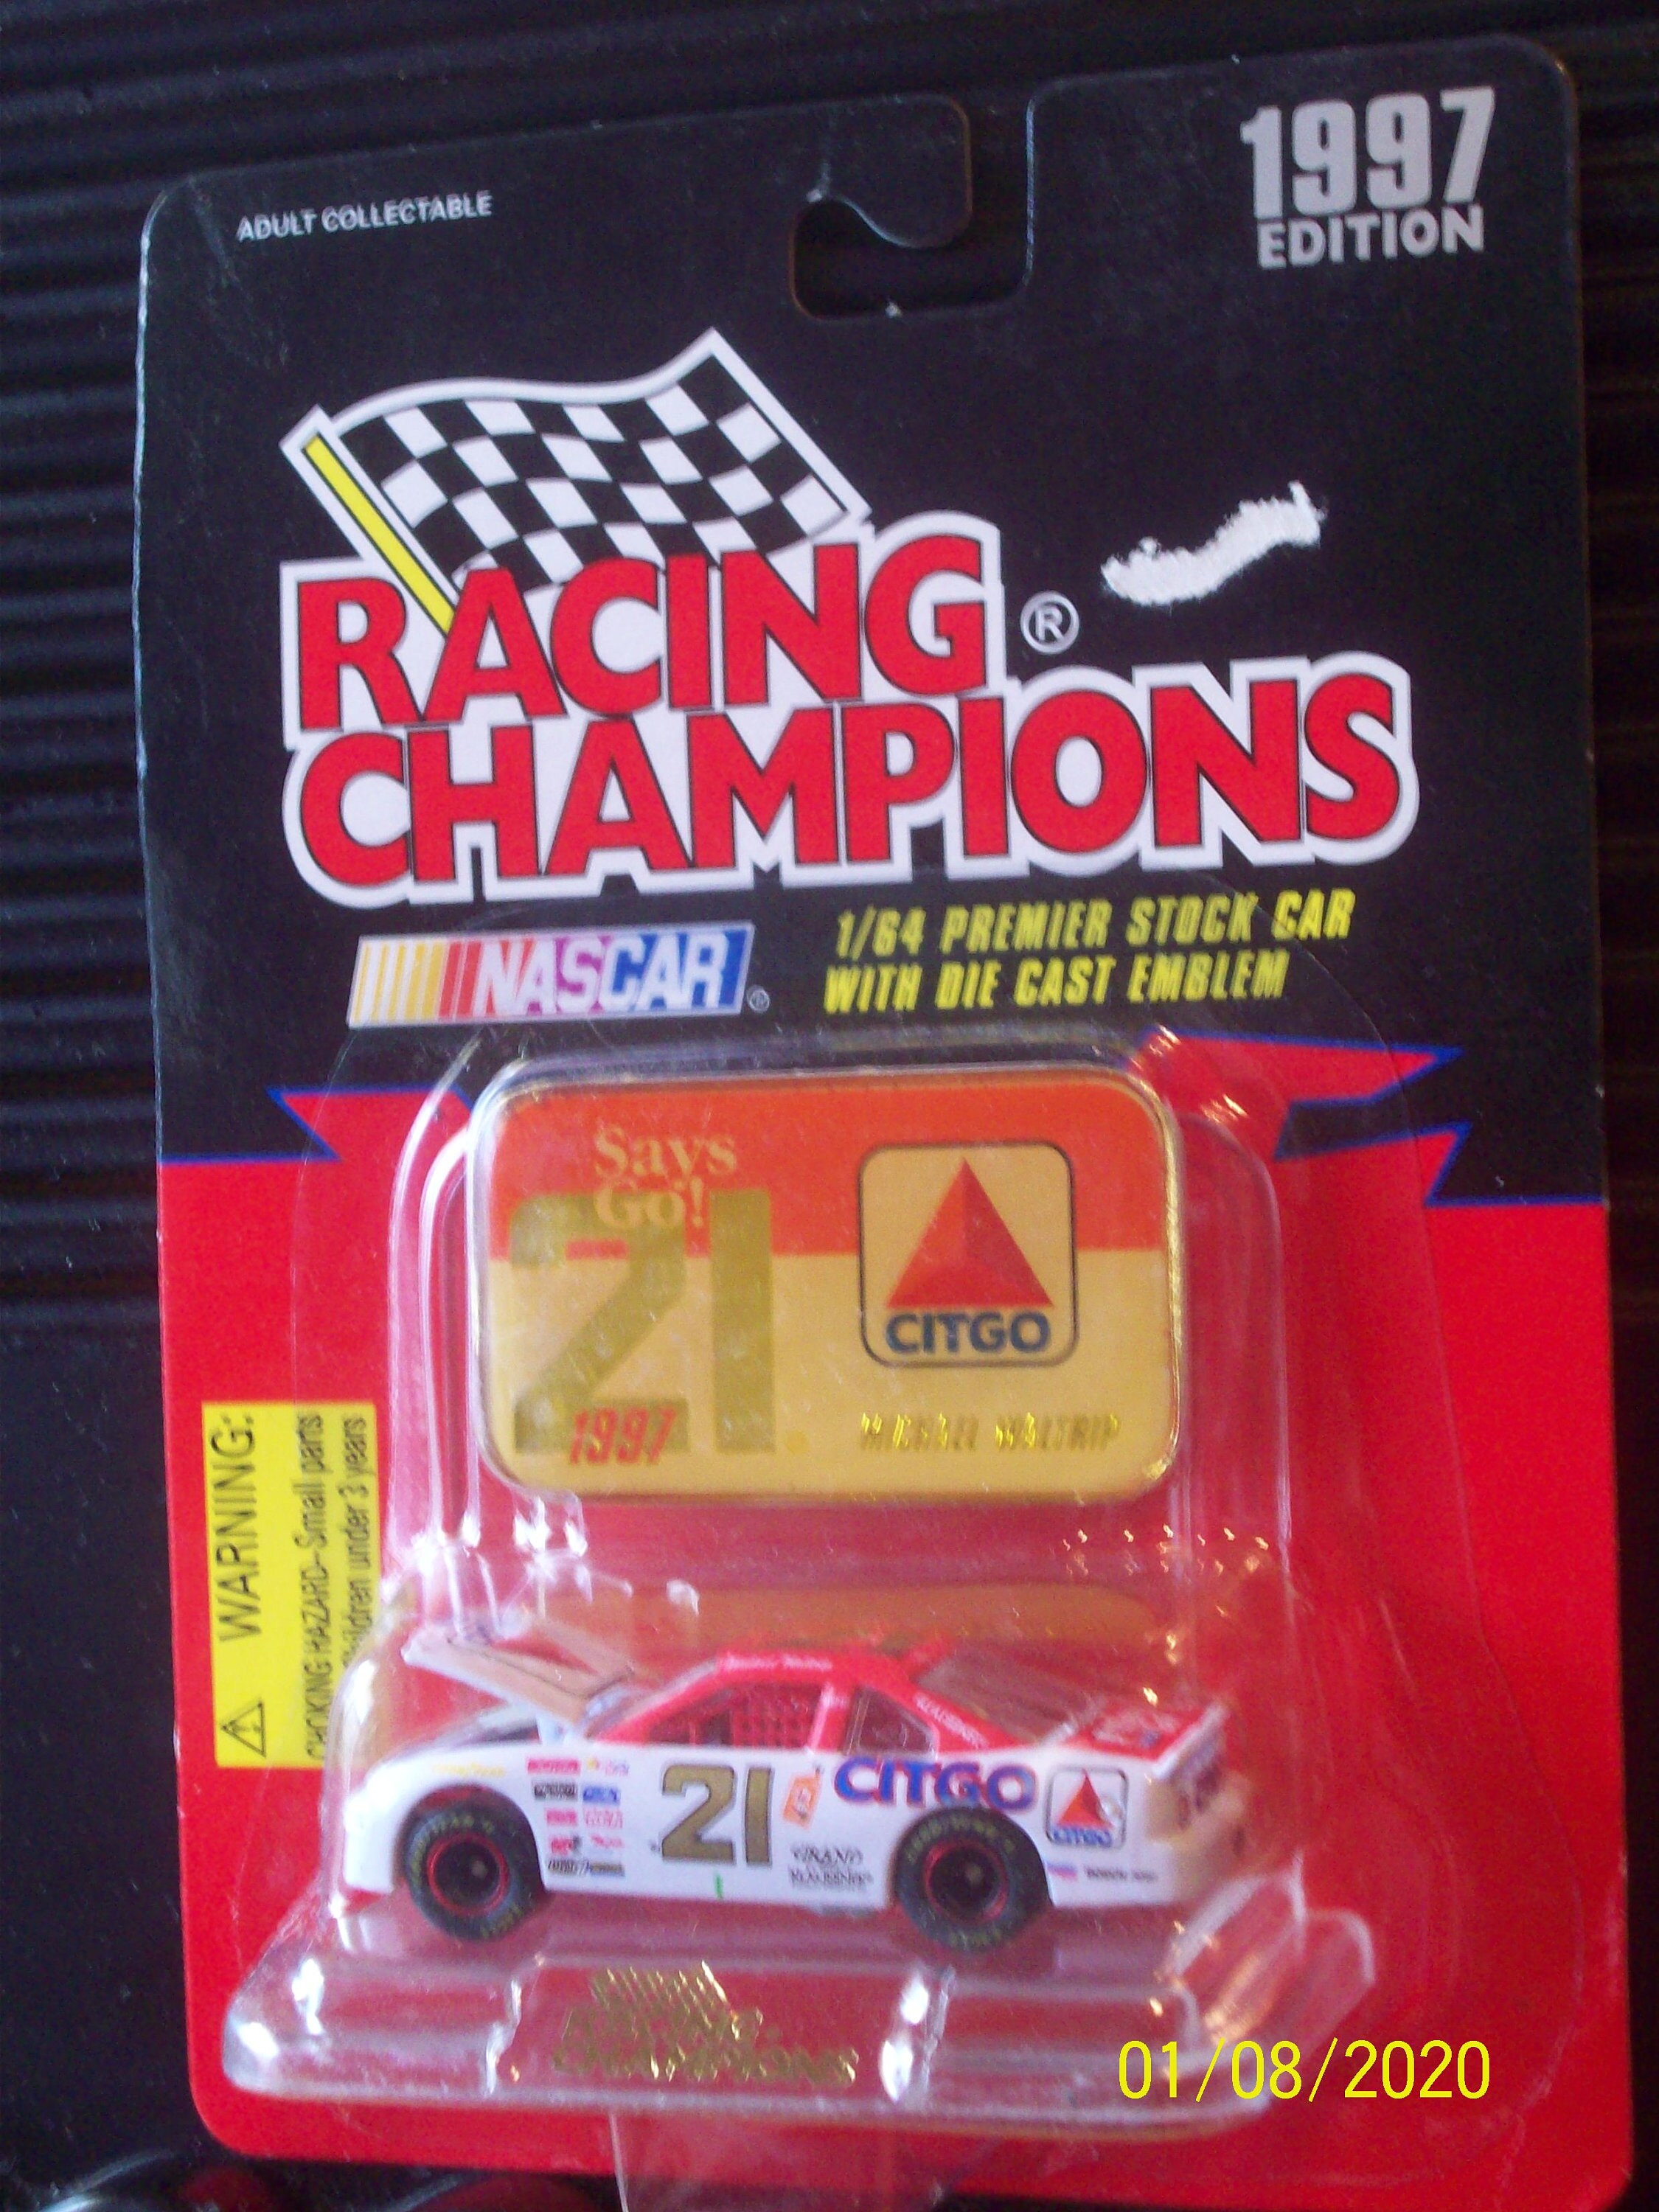 ADULT COLLECTABLE
1997
EDITION
RACING ®
CHAMPIONS
NASCAR ®
1/64 PREMIER STOCK CAR
WITH DIE CAST EMBLEM
Says
Go!
21
CITGO
1997
MICHAEL WALTRIP
WARNING:
CHOKING HAZARD–Small parts
Children under 3 years
21
CITGO
CITGO
RACING
CHAMPIONS
01/08/2020